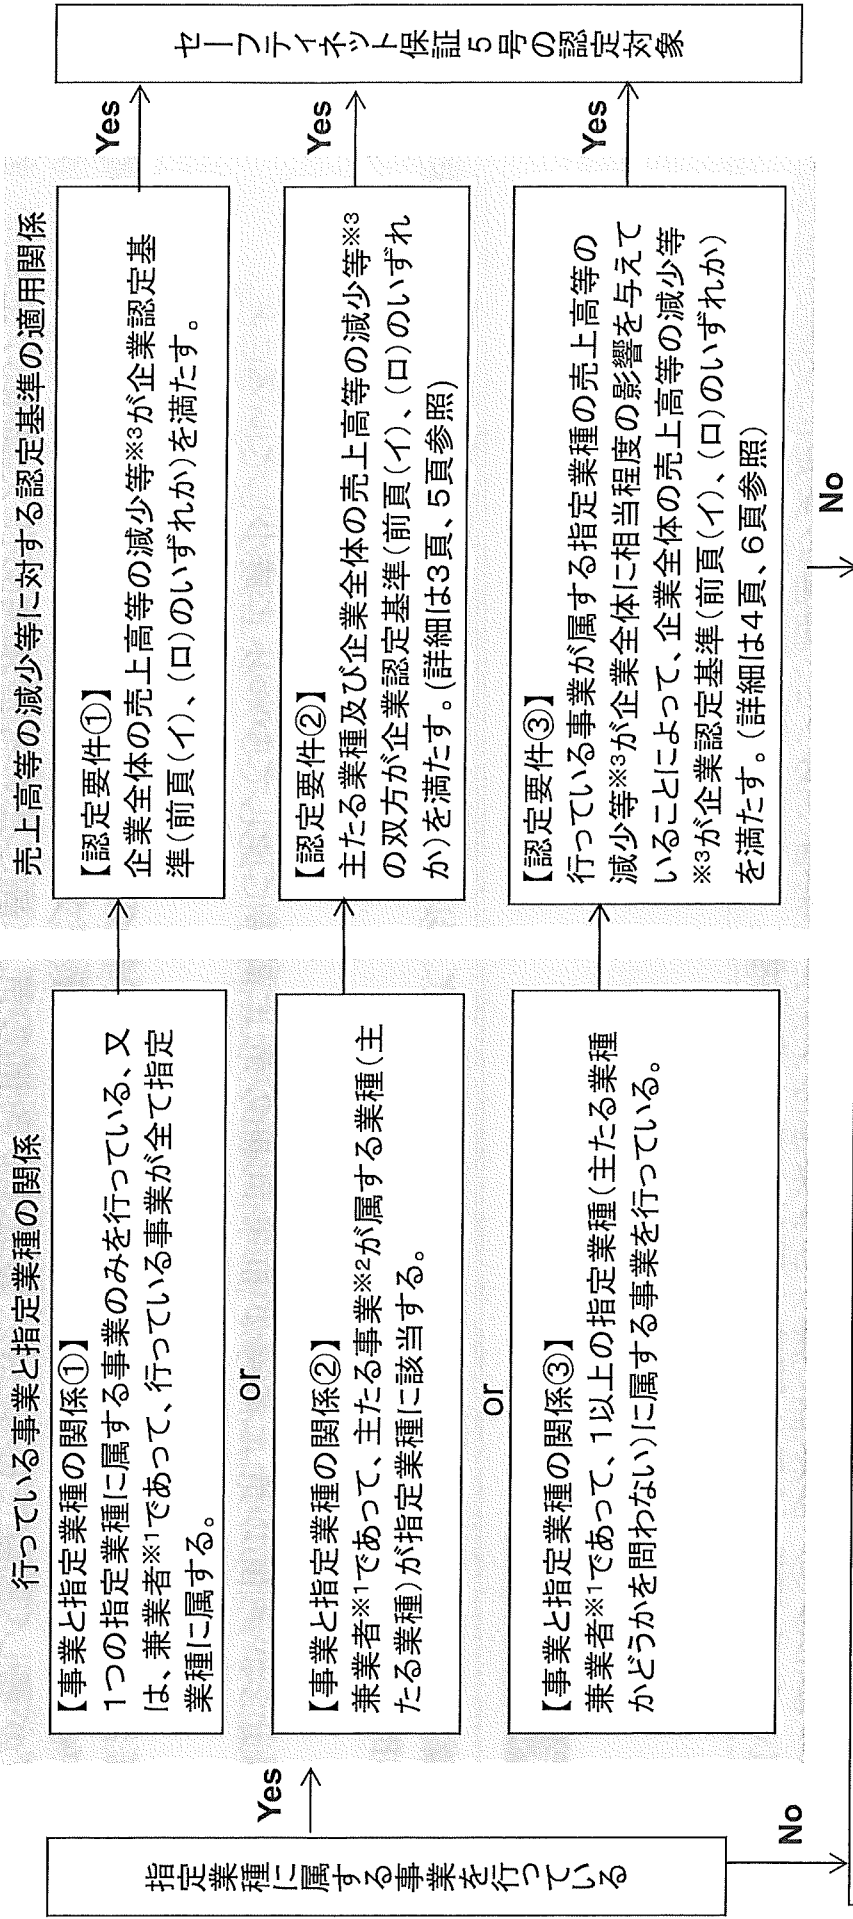 指定業種に属する事業を行っている
Yes
No
行っている事業と指定業種の関係
【事業と指定業種の関係①】
1つの指定業種に属する事業のみを行っている、又
は、兼業者※1であって、行っている事業が全て指定
業種に属する。
or
【事業と指定業種の関係②】
兼業者※1であって、主たる事業※2が属する業種(主
たる業種)が指定業種に該当する。
or
【事業と指定業種の関係③】
兼業者※1であって、1以上の指定業種(主たる業種
かどうかを問わない)に属する事業を行っている。
売上高等の減少等に対する認定基準の適用関係
【認定要件①】
企業全体の売上高等の減少等※3が企業認定基
準(前頁(イ)、(ロ)のいずれか)を満たす。
【認定要件②】
主たる業種及び企業全体の売上高等の減少等※3
の双方が企業認定基準(前頁(イ)、(ロ)のいずれ
か)を満たす。(詳細は3頁、5頁参照)
【認定要件③】
行っている事業が属する指定業種の売上高等の
減少等※3が企業全体に相当程度の影響を与えて
いることによって、企業全体の売上高等の減少等
※3が企業認定基準(前頁(イ)、(ロ)のいずれか)
を満たす。(詳細は4頁、6頁参照)
Yes
Yes
Yes
No
セーフティネット保証5号の認定対象